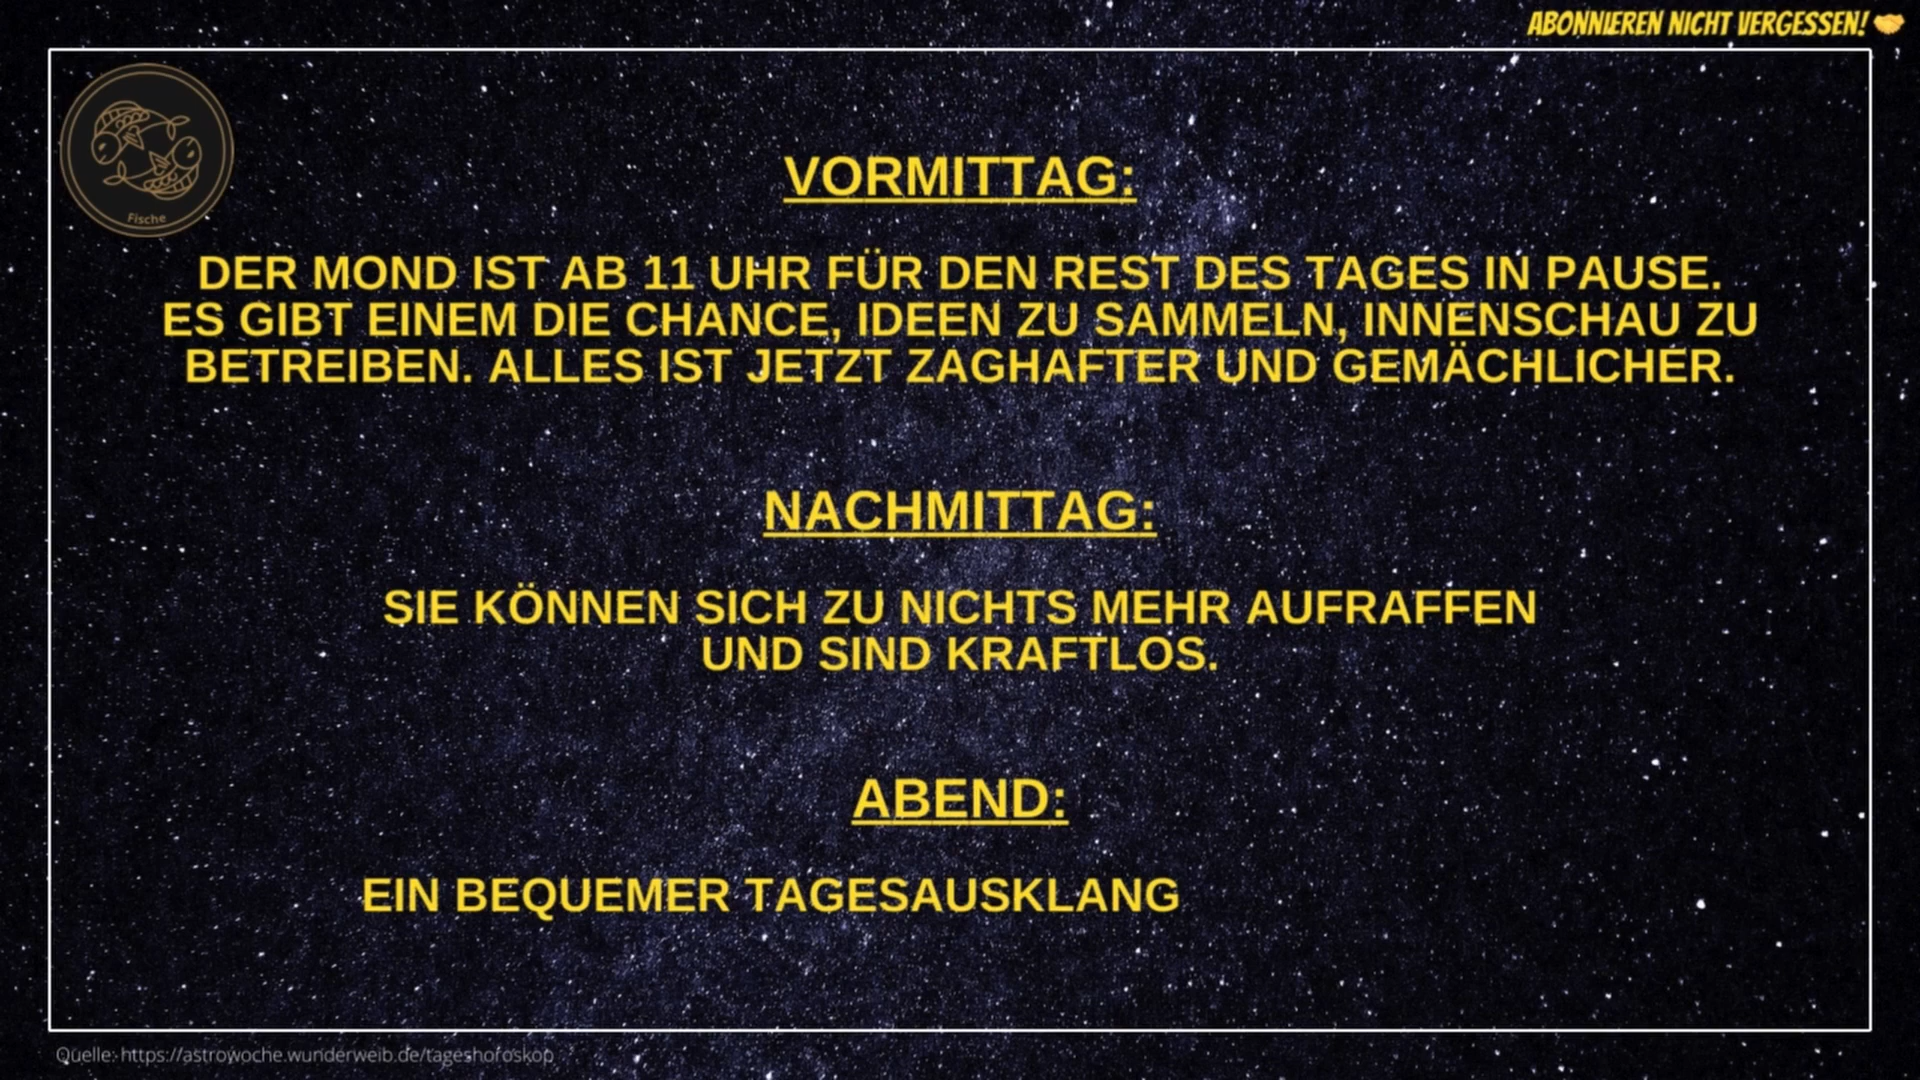 ABONNIEREN NICHT VERGESSEN!
Fische
VORMITTAG:
DER MOND IST AB 11 UHR FÜR DEN REST DES TAGES IN PAUSE.
ES GIBT EINEM DIE CHANCE, IDEEN ZU SAMMELN, INNENSCHAU ZU
BETREIBEN. ALLES IST JETZT ZAGHAFTER UND GEMÄCHLICHER.
NACHMITTAG:
SIE KÖNNEN SICH ZU NICHTS MEHR AUFRAFFEN
UND SIND KRAFTLOS.
ABEND:
EIN BEQUEMER TAGESAUSKLANG
Quelle: https://astrowoche.wunderweib.de/tageshoroskop